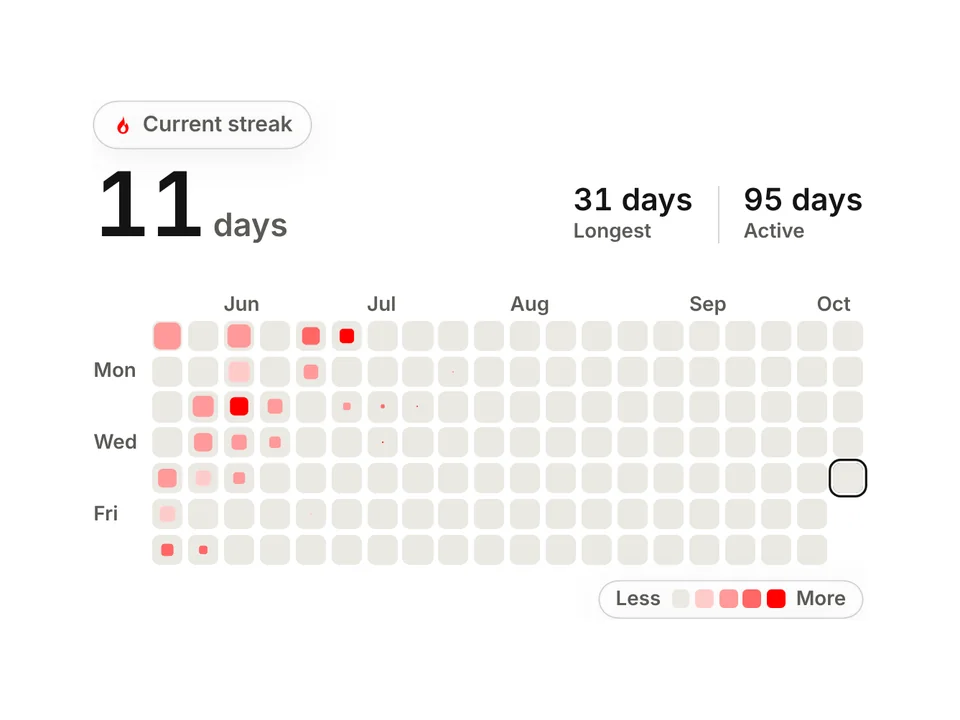 Current streak
11 days
31 days
Longest
95 days
Active
Jun Jul Aug Sep Oct
Mon
Wed
Fri
Less More